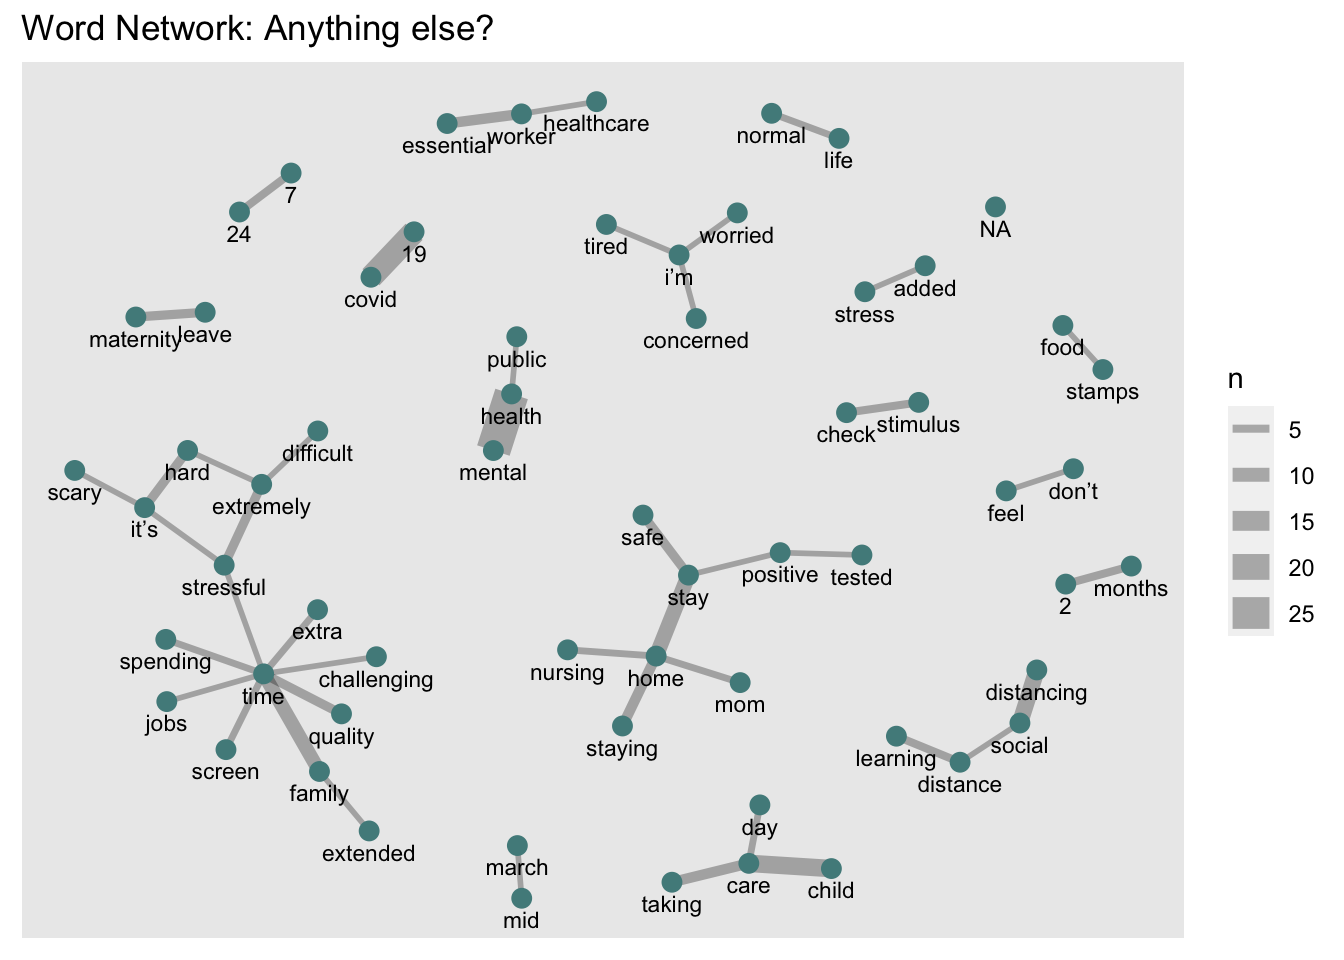 Word Network: Anything else?
essential
worker
healthcare
normal
life
7
24
19
covid
tired
worried
i’m
concerned
NA
added
stress
maternity
leave
food
stamps
public
health
mental
check
stimulus
difficult
hard
scary
extremely
it’s
stressful
feel
don’t
safe
positive
tested
stay
2
months
extra
spending
challenging
time
jobs
quality
screen
family
extended
nursing
home
mom
staying
distancing
social
learning
distance
day
care
child
taking
march
mid
n
5
10
15
20
25